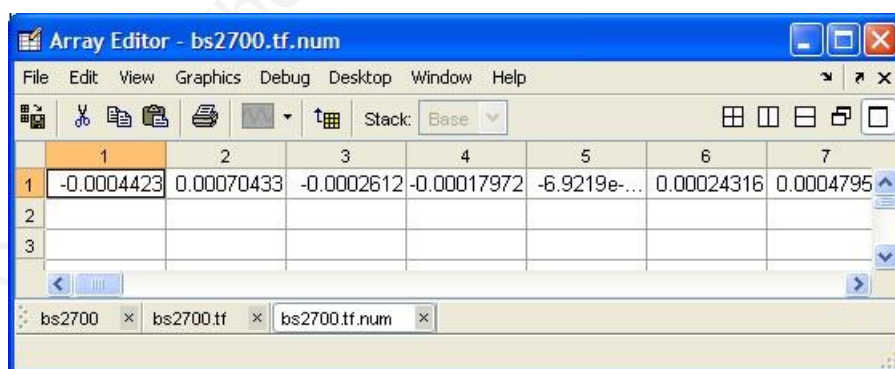 Array Editor - bs2700.tf.num
File Edit View Graphics Debug Desktop Window Help
Stack: Base
1 2 3 4 5 6 7
1 -0.0004423 0.00070433 -0.0002612 -0.00017972 -6.9219e-... 0.00024316 0.0004795
2
3
bs2700 × bs2700.tf × bs2700.tf.num ×